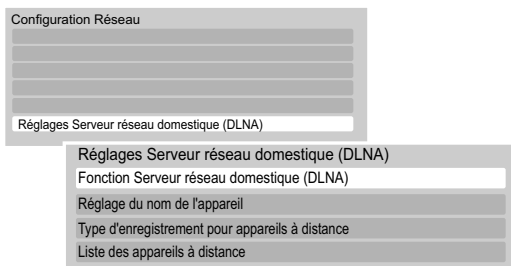 Configuration Réseau
Réglages Serveur réseau domestique (DLNA)
Réglages Serveur réseau domestique (DLNA)
Fonction Serveur réseau domestique (DLNA)
Réglage du nom de l'appareil
Type d'enregistrement pour appareils à distance
Liste des appareils à distance